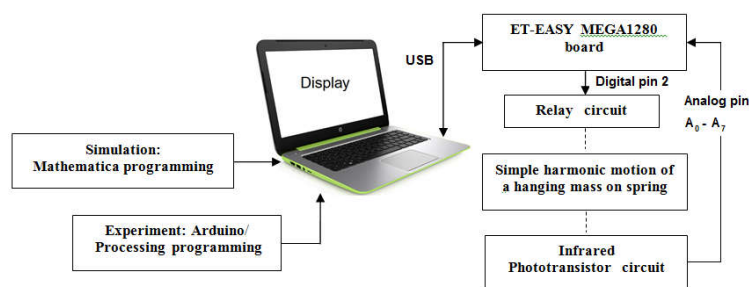 ET-EASY MEGA1280
board
USB
Display
Digital pin 2
Relay circuit
Analog pin
A₀ - A₇
Simulation:
Mathematica programming
Simple harmonic motion of
a hanging mass on spring
Experiment: Arduino/
Processing programming
Infrared
Phototransistor circuit